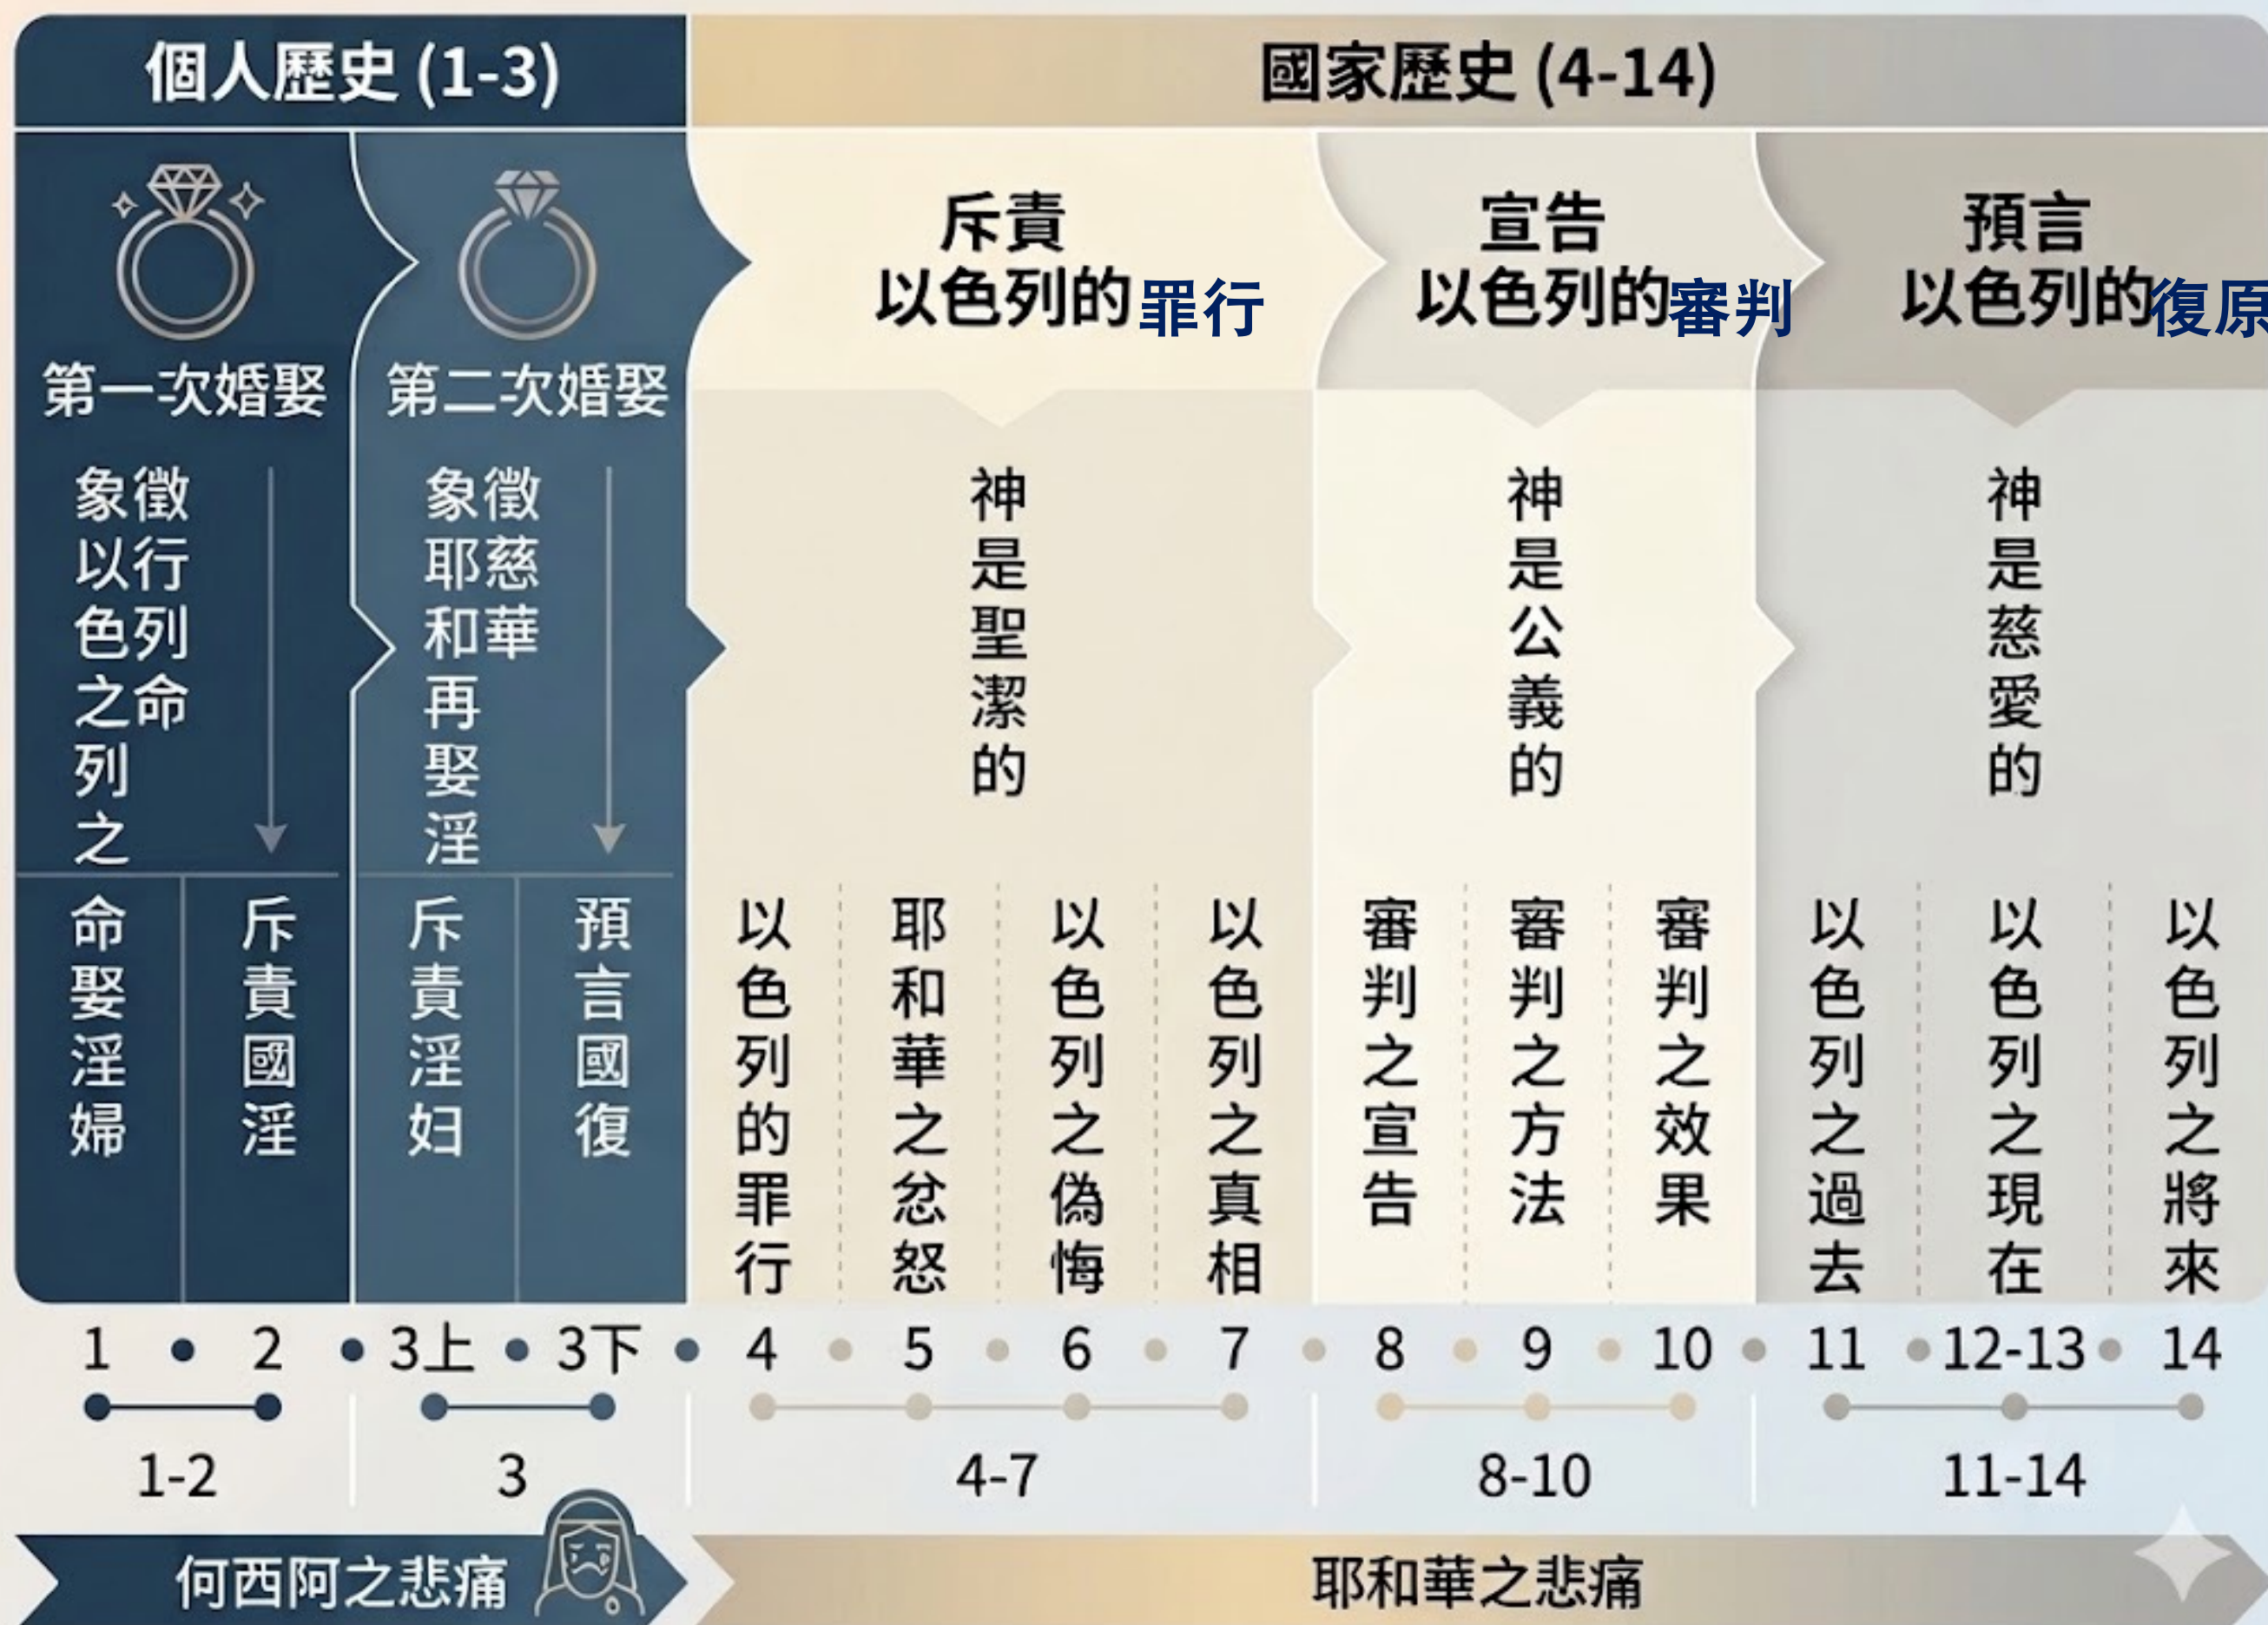 個人歷史 (1-3)
國家歷史 (4-14)
第一次婚娶
第二次婚娶
斥責
以色列的罪行
宣告
以色列的審判
預言
以色列的復原
象徵
以行
色列
之命
列
之
象徵
耶慈
和華
再
娶
淫
神是聖潔的
神是公義的
神是慈愛的
命娶淫婦
斥責國淫
斥責淫妇
預言國復
以色列的罪行
耶和華之忿怒
以色列之偽悔
以色列之真相
審判之宣告
審判之方法
審判之效果
以色列之過去
以色列之現在
以色列之將來
1 2 3上 3下 4 5 6 7 8 9 10 11 12-13 14
1-2 3 4-7 8-10 11-14
何西阿之悲痛
耶和華之悲痛